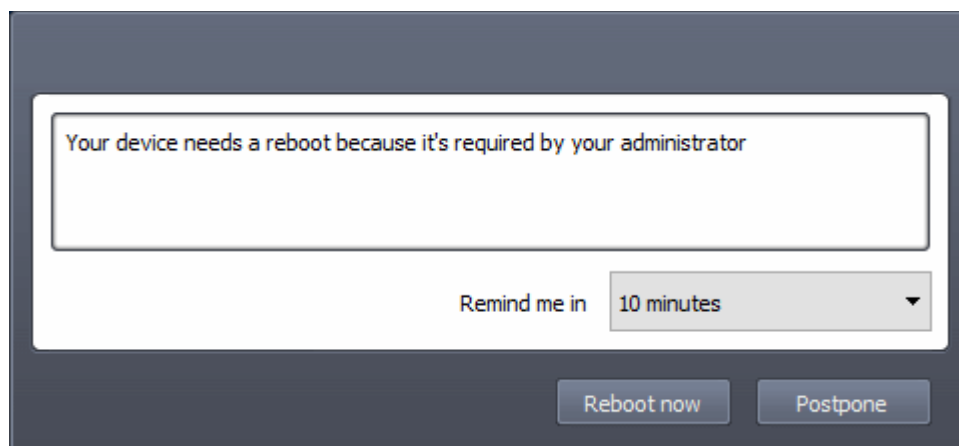 Your device needs a reboot because it's required by your administrator
Remind me in 10 minutes
Reboot now Postpone